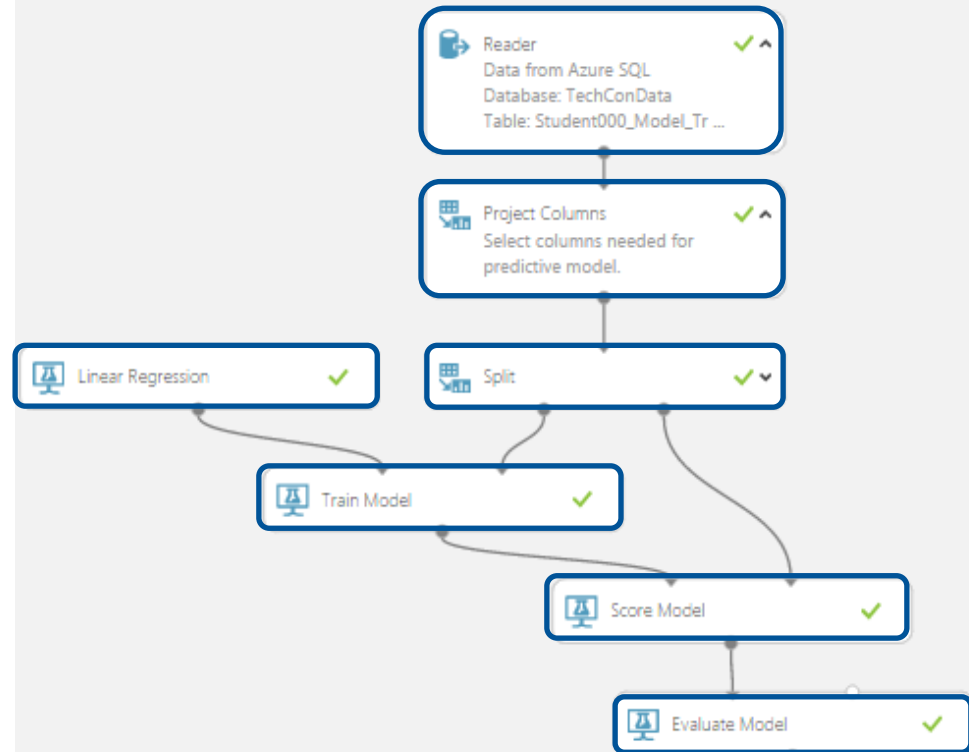 Reader
Data from Azure SQL
Database: TechConData
Table: Student000_Model_Tr ...
Project Columns
Select columns needed for
predictive model.
Linear Regression
Split
Train Model
Score Model
Evaluate Model